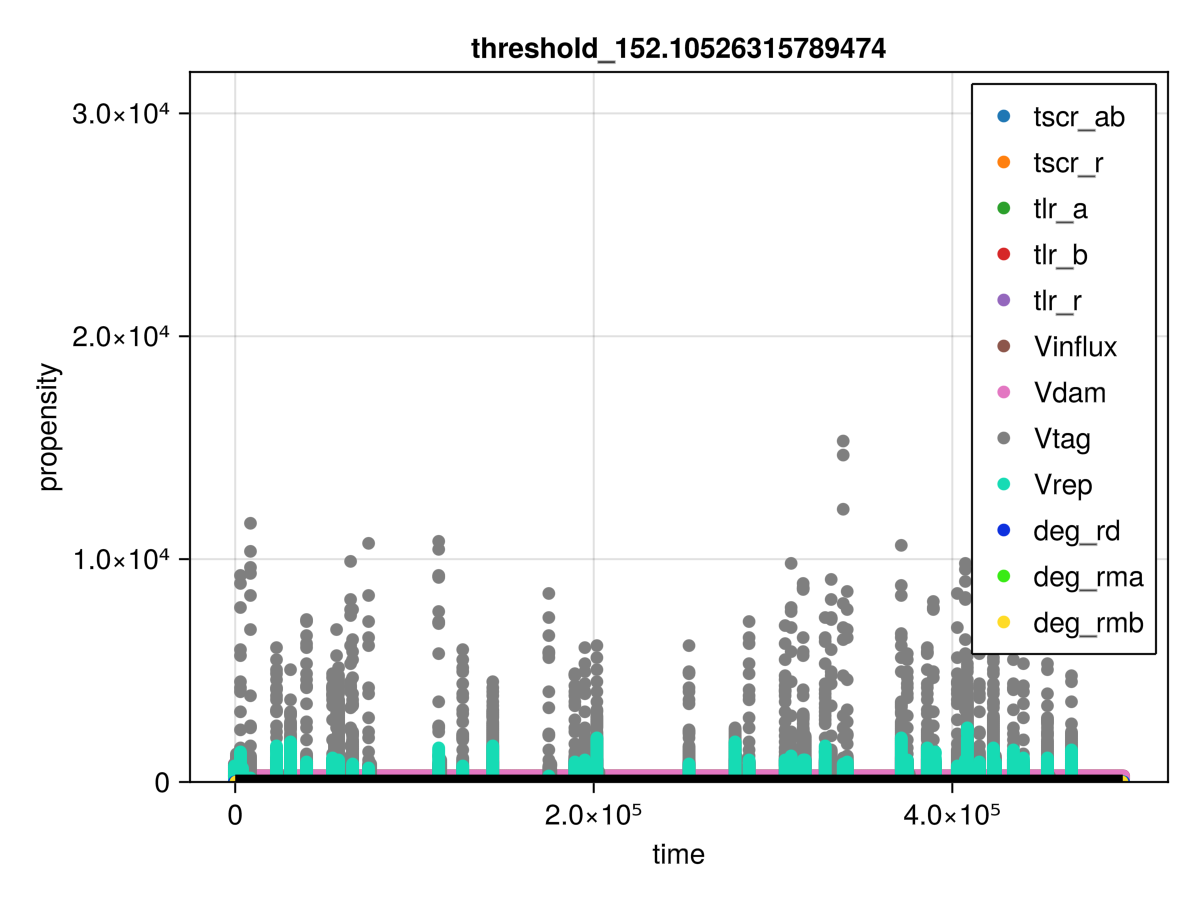 threshold_152.10526315789474
3.0×10⁴
2.0×10⁴
1.0×10⁴
0
propensity
0
2.0×10⁵
4.0×10⁵
time
tscr_ab
tscr_r
tlr_a
tlr_b
tlr_r
Vinflux
Vdam
Vtag
Vrep
deg_rd
deg_rma
deg_rmb